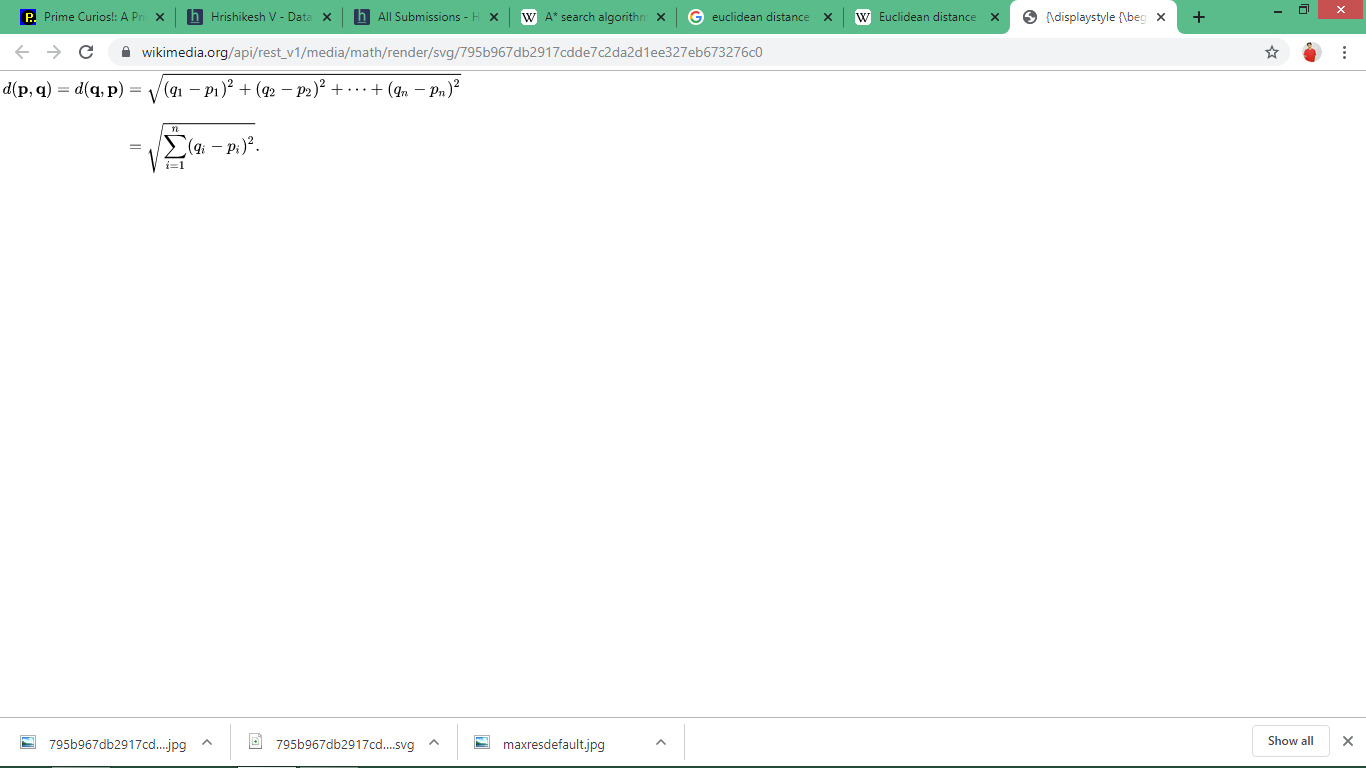 Prime Curios!: A Pri
Hrishikesh V - Data
All Submissions - H
A* search algorithm
euclidean distance
Euclidean distance
{\displaystyle {\beg
wikimedia.org/api/rest_v1/media/math/render/svg/795b967db2917cdde7c2da2d1ee327eb673276c0
d(p, q) = d(q, p) = √(q₁ − p₁)² + (q₂ − p₂)² + ··· + (qₙ − pₙ)²
= √∑ⁿᵢ₌₁(qᵢ − pᵢ)².
795b967db2917cd....jpg
795b967db2917cd....svg
maxresdefault.jpg
Show all